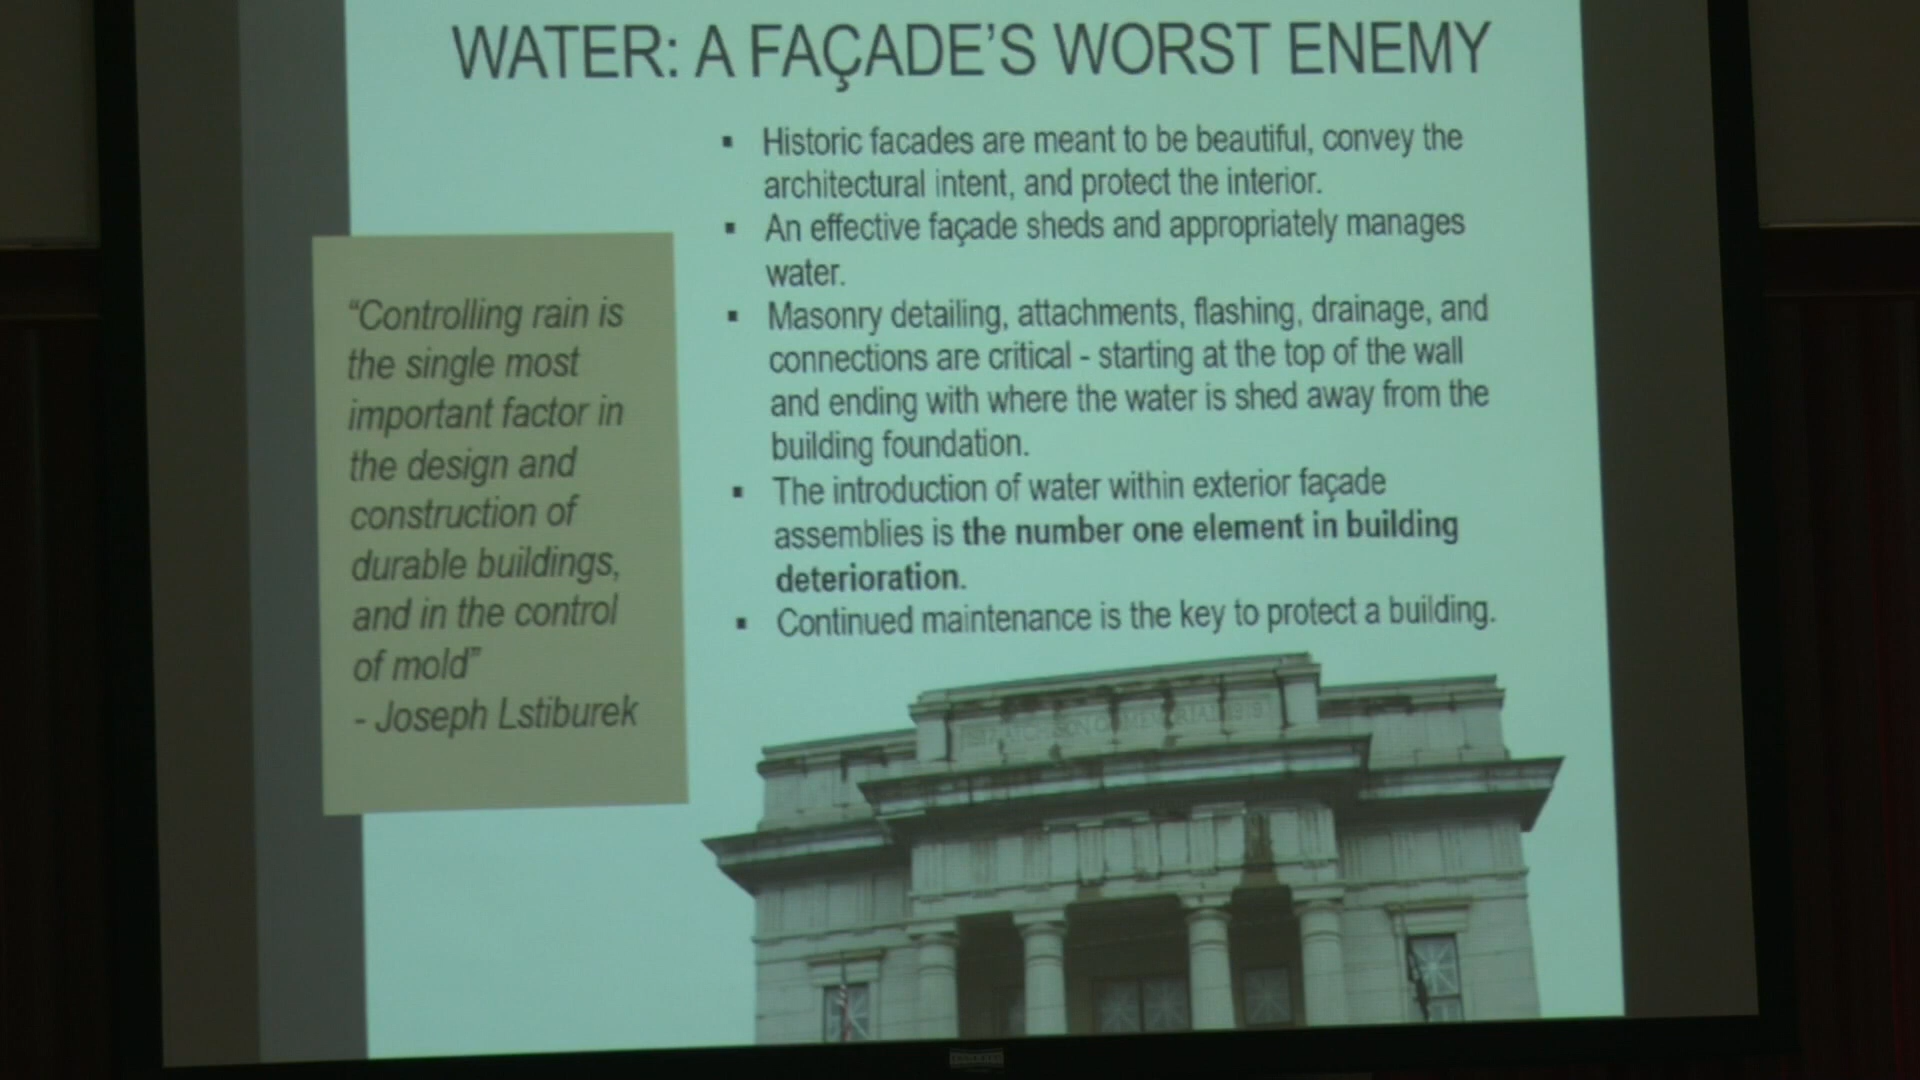 WATER: A FAÇADE'S WORST ENEMY
▪ Historic facades are meant to be beautiful, convey the
architectural intent, and protect the interior.
▪ An effective façade sheds and appropriately manages
water.
▪ Masonry detailing, attachments, flashing, drainage, and
connections are critical - starting at the top of the wall
and ending with where the water is shed away from the
building foundation.
▪ The introduction of water within exterior façade
assemblies is the number one element in building
deterioration.
▪ Continued maintenance is the key to protect a building.
“Controlling rain is
the single most
important factor in
the design and
construction of
durable buildings,
and in the control
of mold”
- Joseph Lstiburek